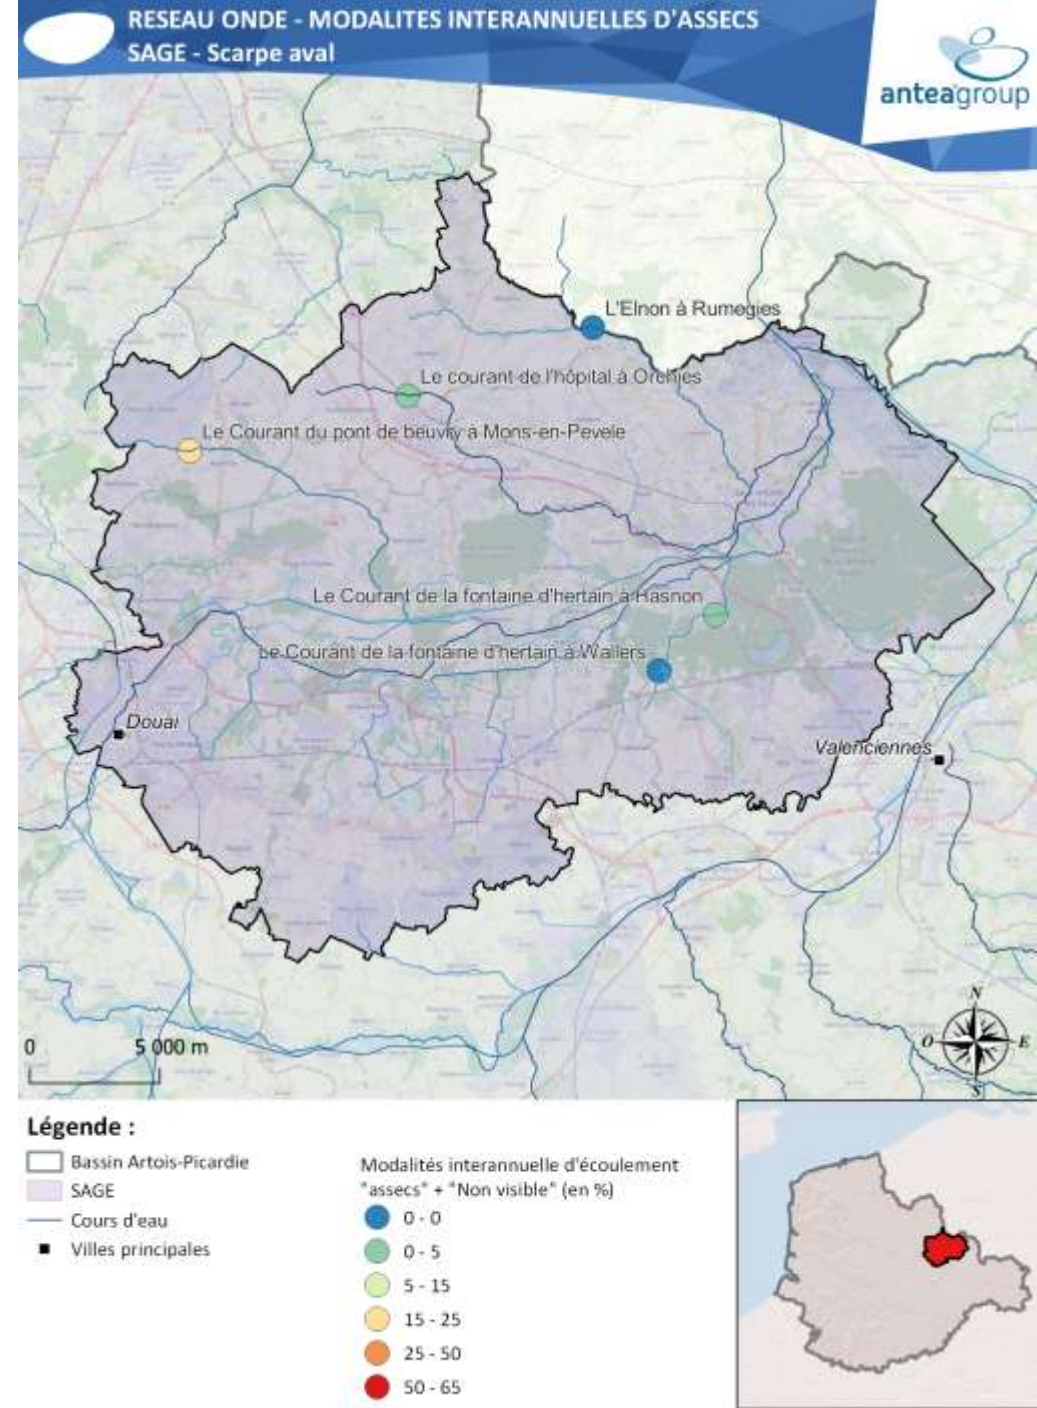 RESEAU ONDE - MODALITES INTERANNUELLES D'ASSECS
SAGE - Scarpe aval
anteagroup
L'Elnon à Rumegies
Le courant de l'hôpital à Orchies
Le Courant du pont de beuvry à Mons-en-Pevele
Le Courant de la fontaine d'hertain à Hasnon
Le Courant de la fontaine d'hertain à Wallers
Douai
Valenciennes
N
O
E
S
0
5 000 m
Légende :
Bassin Artois-Picardie
SAGE
Cours d'eau
Villes principales
Modalités interannuelle d'écoulement
"assecs" + "Non visible" (en %)
0 - 0
0 - 5
5 - 15
15 - 25
25 - 50
50 - 65